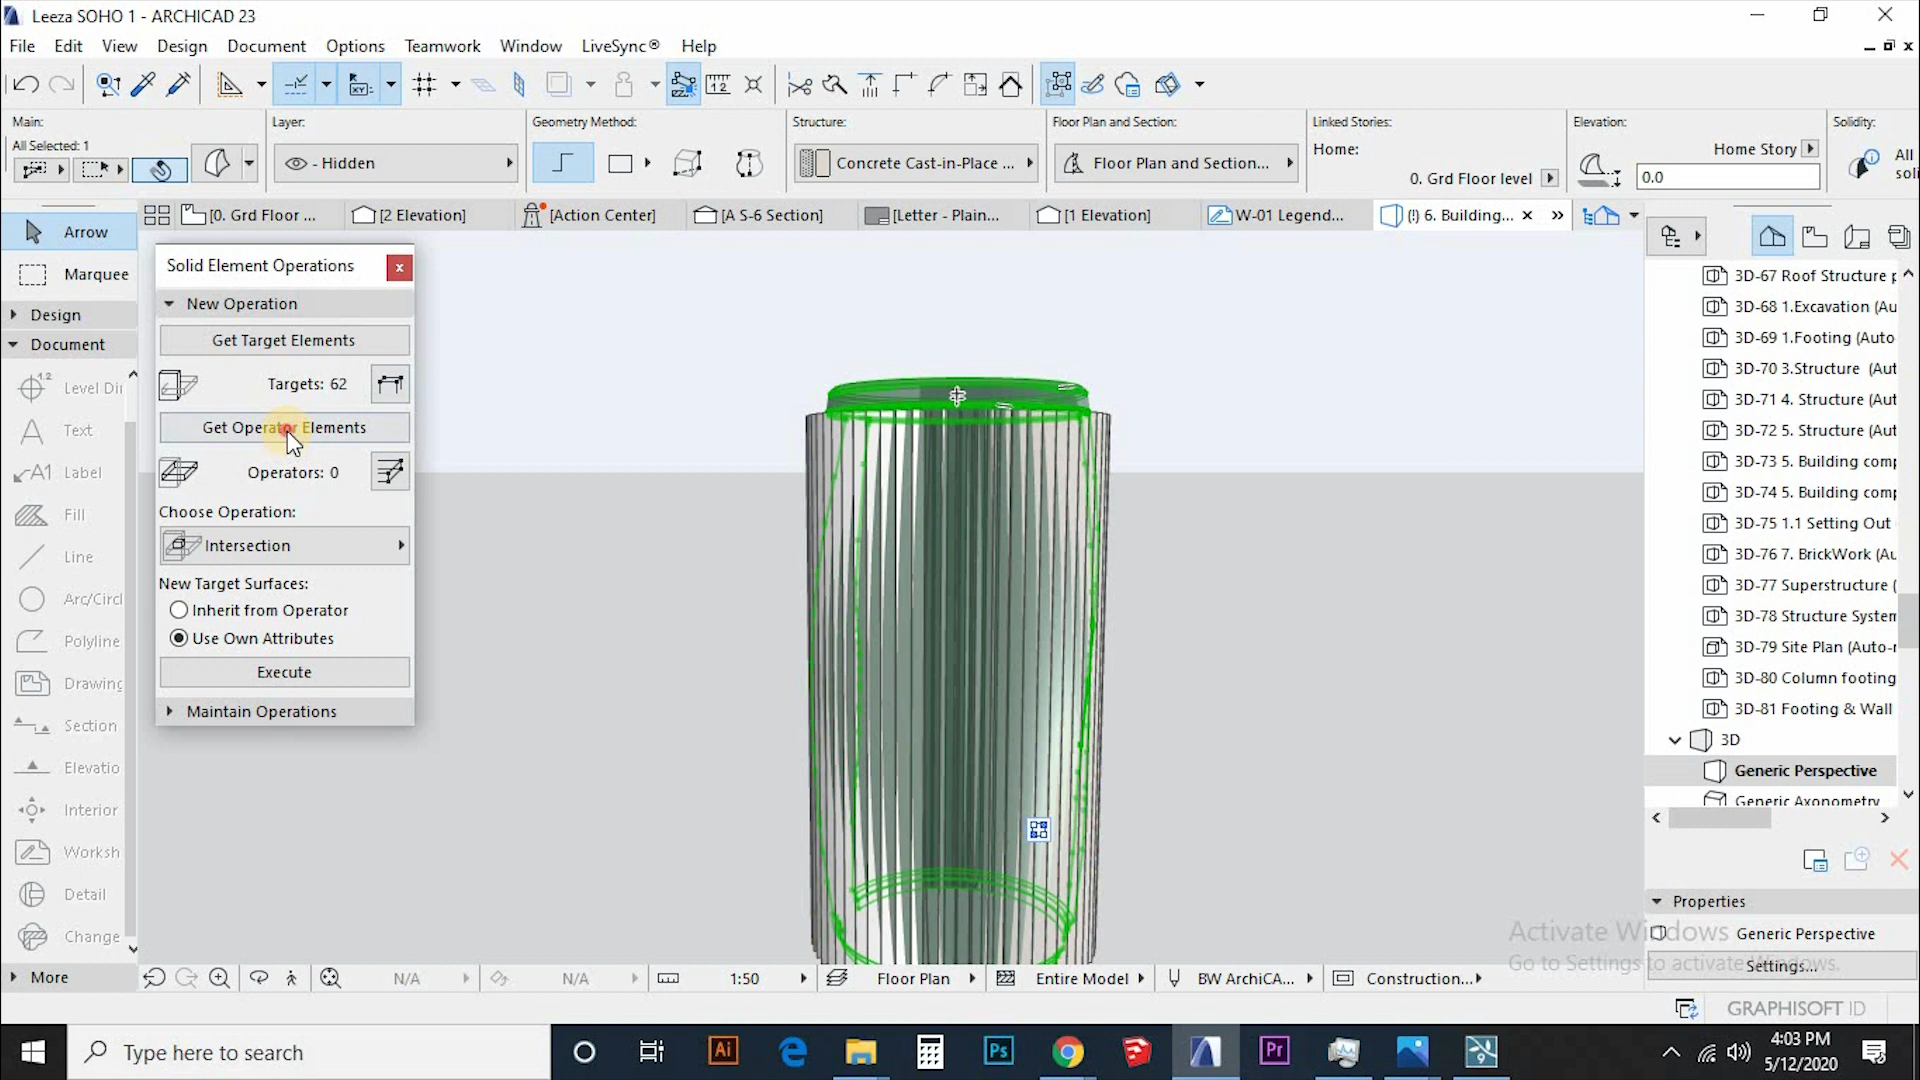 Leeza SOHO 1 - ARCHICAD 23
File Edit View Design Document Options Teamwork Window LiveSync® Help
Main:
All Selected: 1
Layer:
- Hidden
Geometry Method:
Structure:
Concrete Cast-in-Place ...
Floor Plan and Section:
Floor Plan and Section...
Linked Stories:
Home:
Home Story
0. Grd Floor level
Elevation:
0.0
Solidity:
All
soli
[0. Grd Floor ...
[2 Elevation]
[Action Center]
[A S-6 Section]
[Letter - Plain...
[1 Elevation]
W-01 Legend...
(!) 6. Building...
Arrow
Marquee
Design
Document
Level Di
Text
A1 Label
Fill
Line
Arc/Circl
Polyline
Drawing
Section
Elevatio
Interior
Worksh
Detail
Change
More
Solid Element Operations
New Operation
Get Target Elements
Targets: 62
Get Operator Elements
Operators: 0
Choose Operation:
Intersection
New Target Surfaces:
Inherit from Operator
Use Own Attributes
Execute
Maintain Operations
3D-67 Roof Structure p
3D-68 1.Excavation (Au
3D-69 1.Footing (Auto
3D-70 3.Structure (Aut
3D-71 4. Structure (Aut
3D-72 5. Structure (Aut
3D-73 5. Building comp
3D-74 5. Building comp
3D-75 1.1 Setting Out
3D-76 7. BrickWork (Au
3D-77 Superstructure (
3D-78 Structure System
3D-79 Site Plan (Auto-r
3D-80 Column footing
3D-81 Footing & Wall
3D
Generic Perspective
Generic Axonometry
Properties
Generic Perspective
Settings...
Activate Windows
Go to Settings to activate Windows.
N/A
N/A
1:50
Floor Plan
Entire Model
BW ArchiCA...
Construction...
GRAPHISOFT ID
Type here to search
Ai
Ps
Pr
4:03 PM
5/12/2020